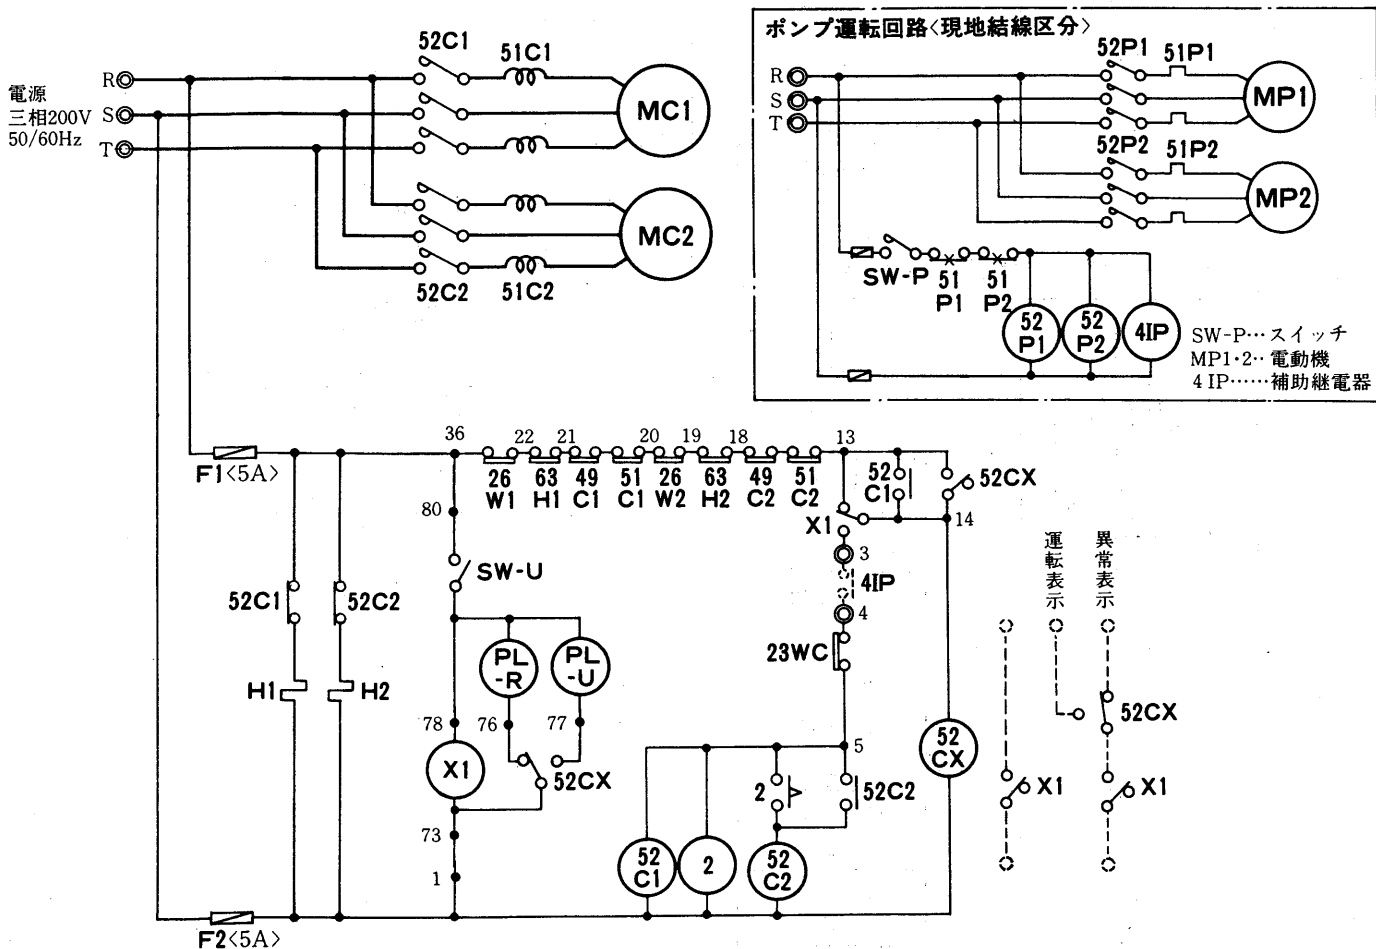 ポンプ運転回路<現地結線区分>
52C1
51C1
R
電源
三相200V
50/60Hz
S
T
MC1
MC2
52C2
51C2
R
S
T
52P1
51P1
MP1
52P2
51P2
MP2
SW-P
51
P1
51
P2
52
P1
52
P2
4IP
SW-P…スイッチ
MP1・2‥電動機
4IP……補助継電器
F1<5A>
36
22
21
20
19
18
13
26
W1
63
H1
49
C1
51
C1
26
W2
63
H2
49
C2
51
C2
52
C1
52CX
80
X1
14
SW-U
3
4IP
4
運転表示
異常表示
52C1
52C2
23WC
PL
-R
PL
-U
H1
H2
78
76
77
52CX
5
X1
52CX
52
CX
2
52C2
X1
X1
73
52
C1
2
52
C2
1
F2<5A>